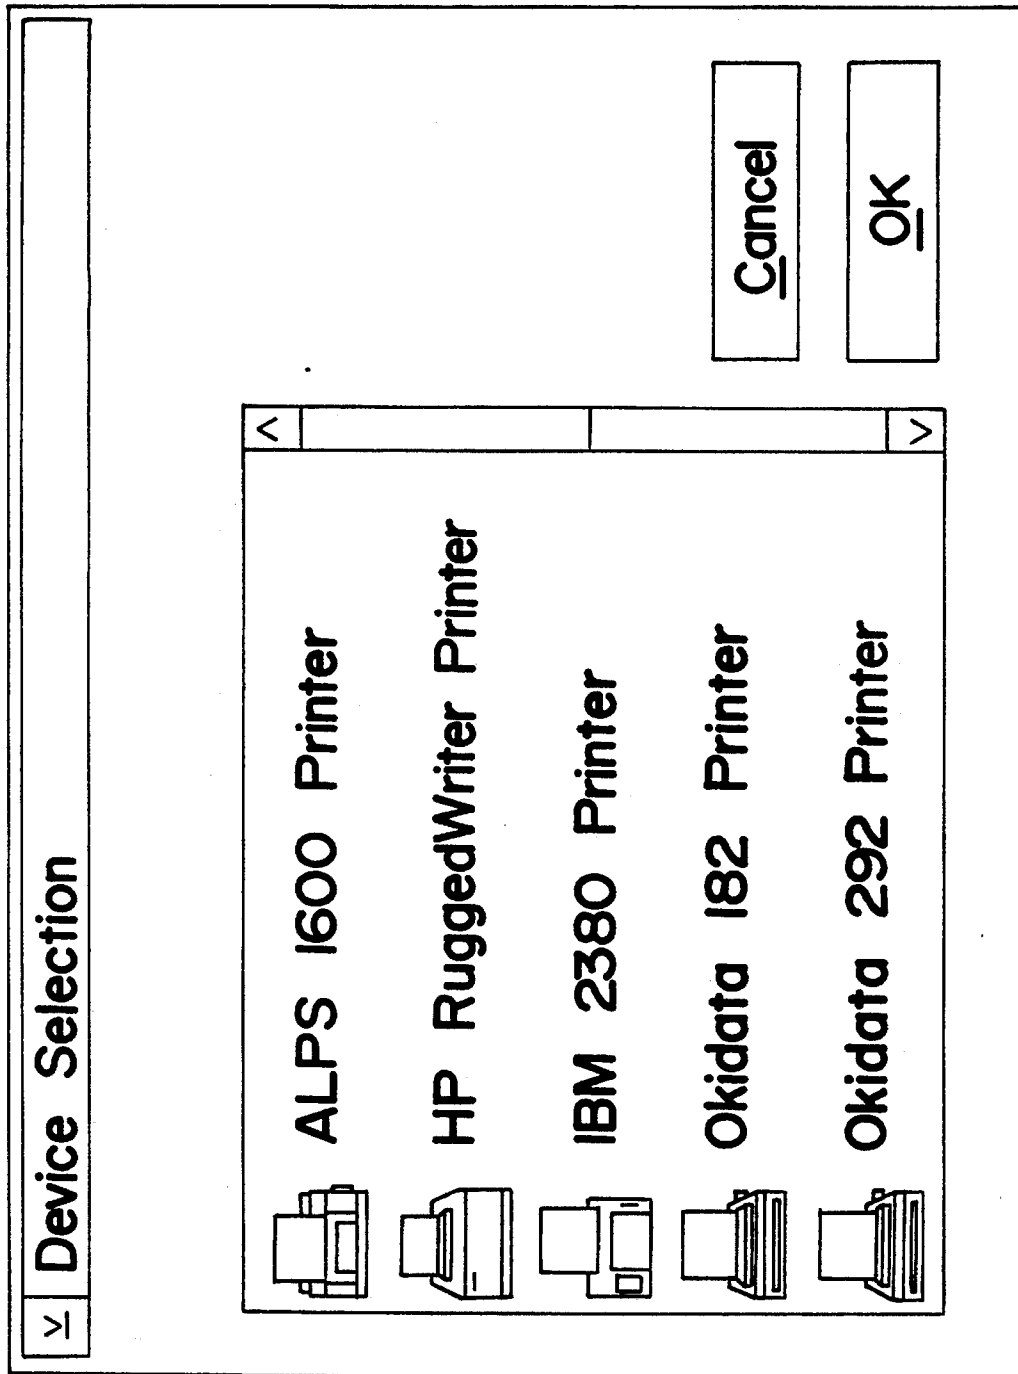 Device Selection
ALPS 1600 Printer
HP RuggedWriter Printer
IBM 2380 Printer
Okidata 182 Printer
Okidata 292 Printer
Cancel
OK